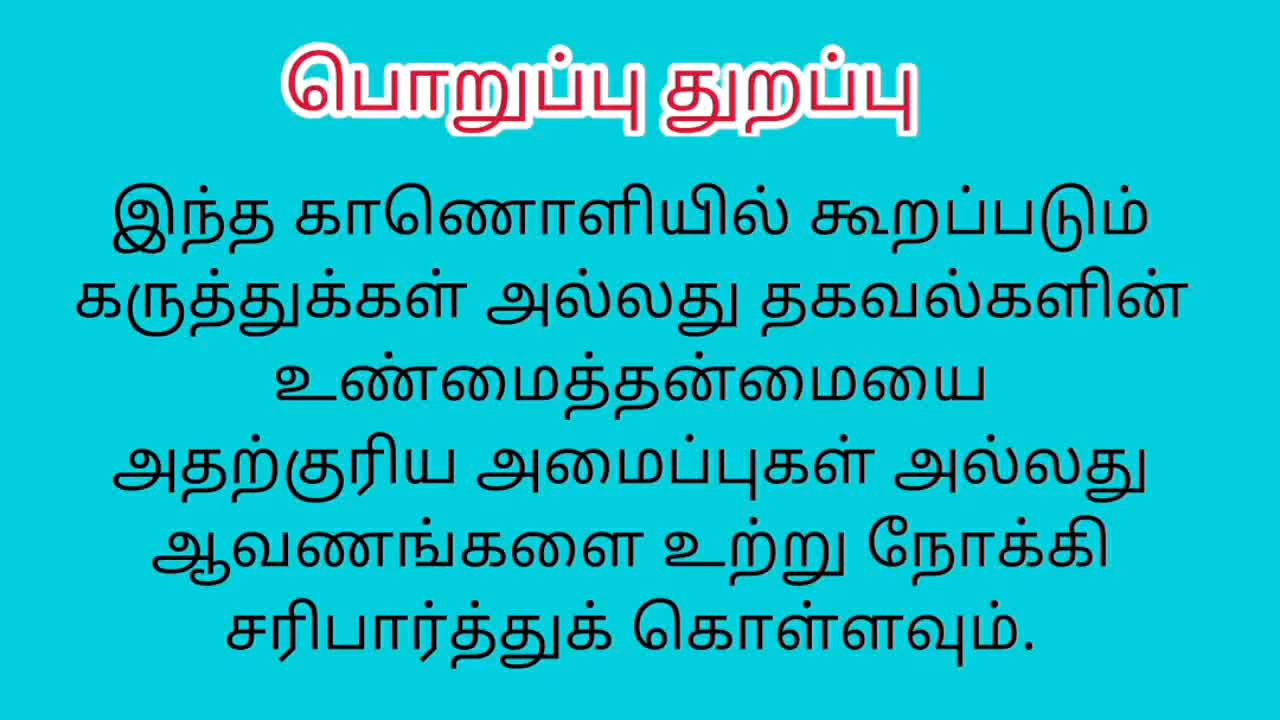 பொறுப்பு துறப்பு
இந்த காணொளியில் கூறப்படும்
கருத்துக்கள் அல்லது தகவல்களின்
உண்மைத்தன்மையை
அதற்குரிய அமைப்புகள் அல்லது
ஆவணங்களை உற்று நோக்கி
சரிபார்த்துக் கொள்ளவும்.